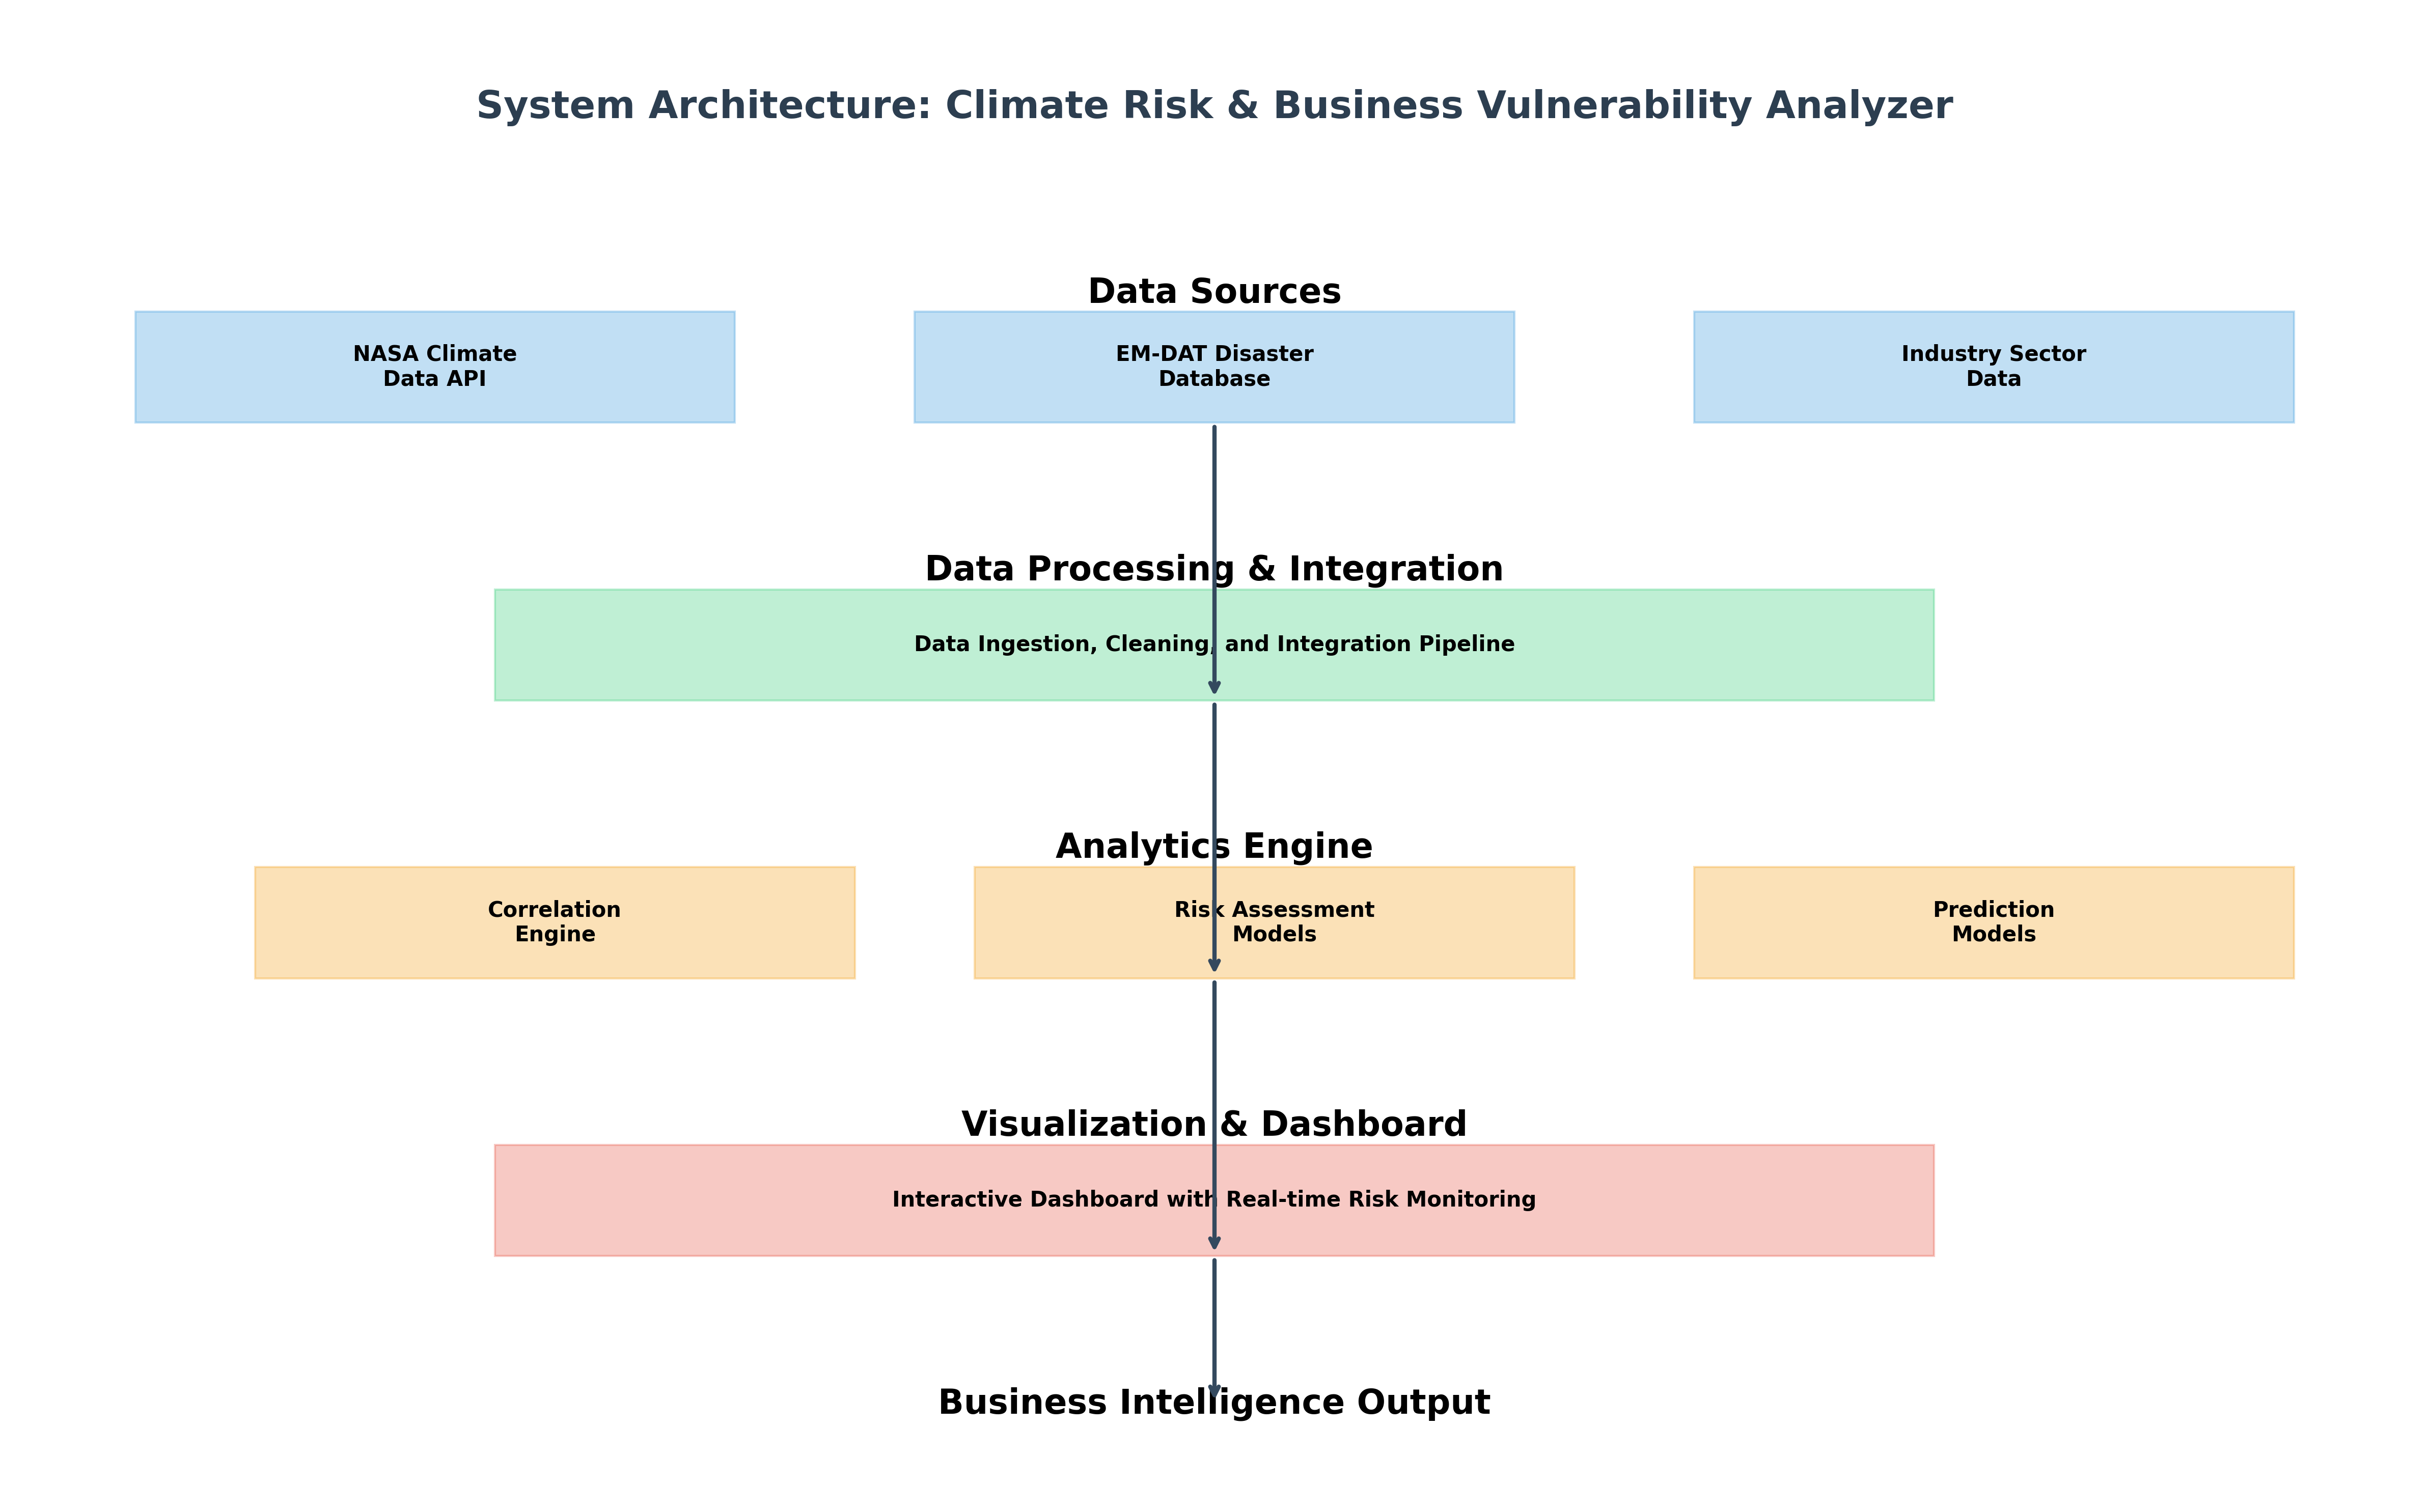 System Architecture: Climate Risk & Business Vulnerability Analyzer
Data Sources
NASA Climate
Data API
EM-DAT Disaster
Database
Industry Sector
Data
Data Processing & Integration
Data Ingestion, Cleaning, and Integration Pipeline
Analytics Engine
Correlation
Engine
Risk Assessment
Models
Prediction
Models
Visualization & Dashboard
Interactive Dashboard with Real-time Risk Monitoring
Business Intelligence Output